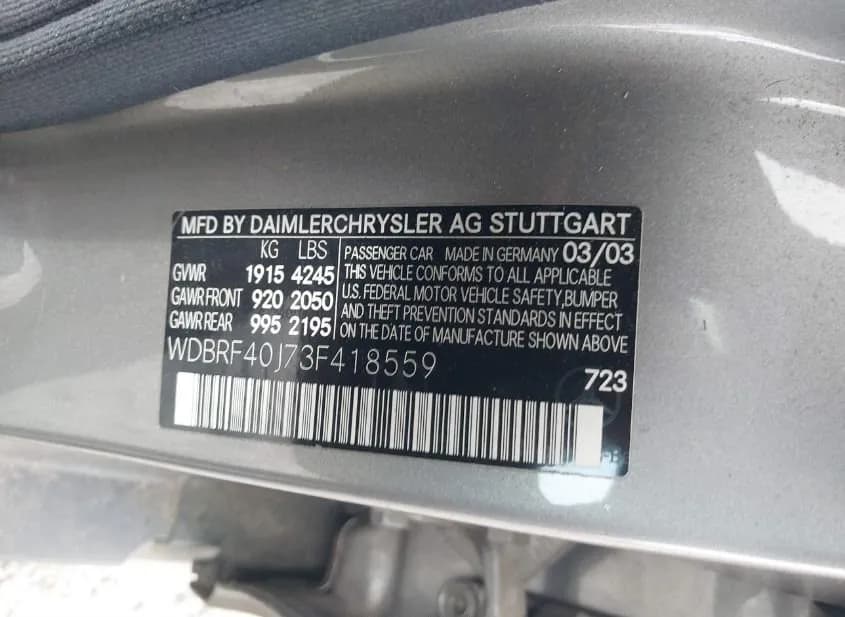 MFD BY DAIMLERCHRYSLER AG STUTTGART
KG LBS
GVWR 1915 4245
GAWR FRONT 920 2050
GAWR REAR 995 2195
PASSENGER CAR MADE IN GERMANY 03/03
THIS VEHICLE CONFORMS TO ALL APPLICABLE
U.S. FEDERAL MOTOR VEHICLE SAFETY, BUMPER
AND THEFT PREVENTION STANDARDS IN EFFECT
ON THE DATE OF MANUFACTURE SHOWN ABOVE
WDBRF40J73F418559
723